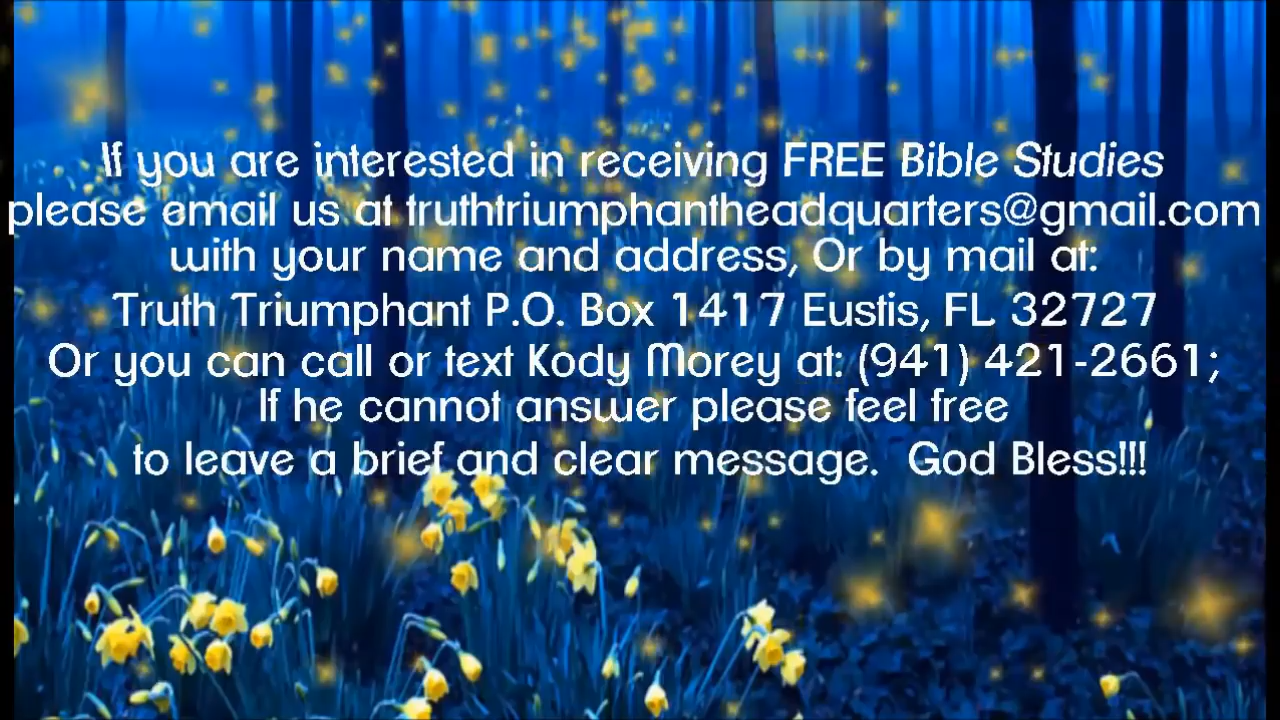 If you are interested in receiving FREE Bible Studies
please email us at truthtriumphantheadquarters@gmail.com
with your name and address, Or by mail at:
Truth Triumphant P.O. Box 1417 Eustis, FL 32727
Or you can call or text Kody Morey at: (941) 421-2661;
If he cannot answer please feel free
to leave a brief and clear message.  God Bless!!!